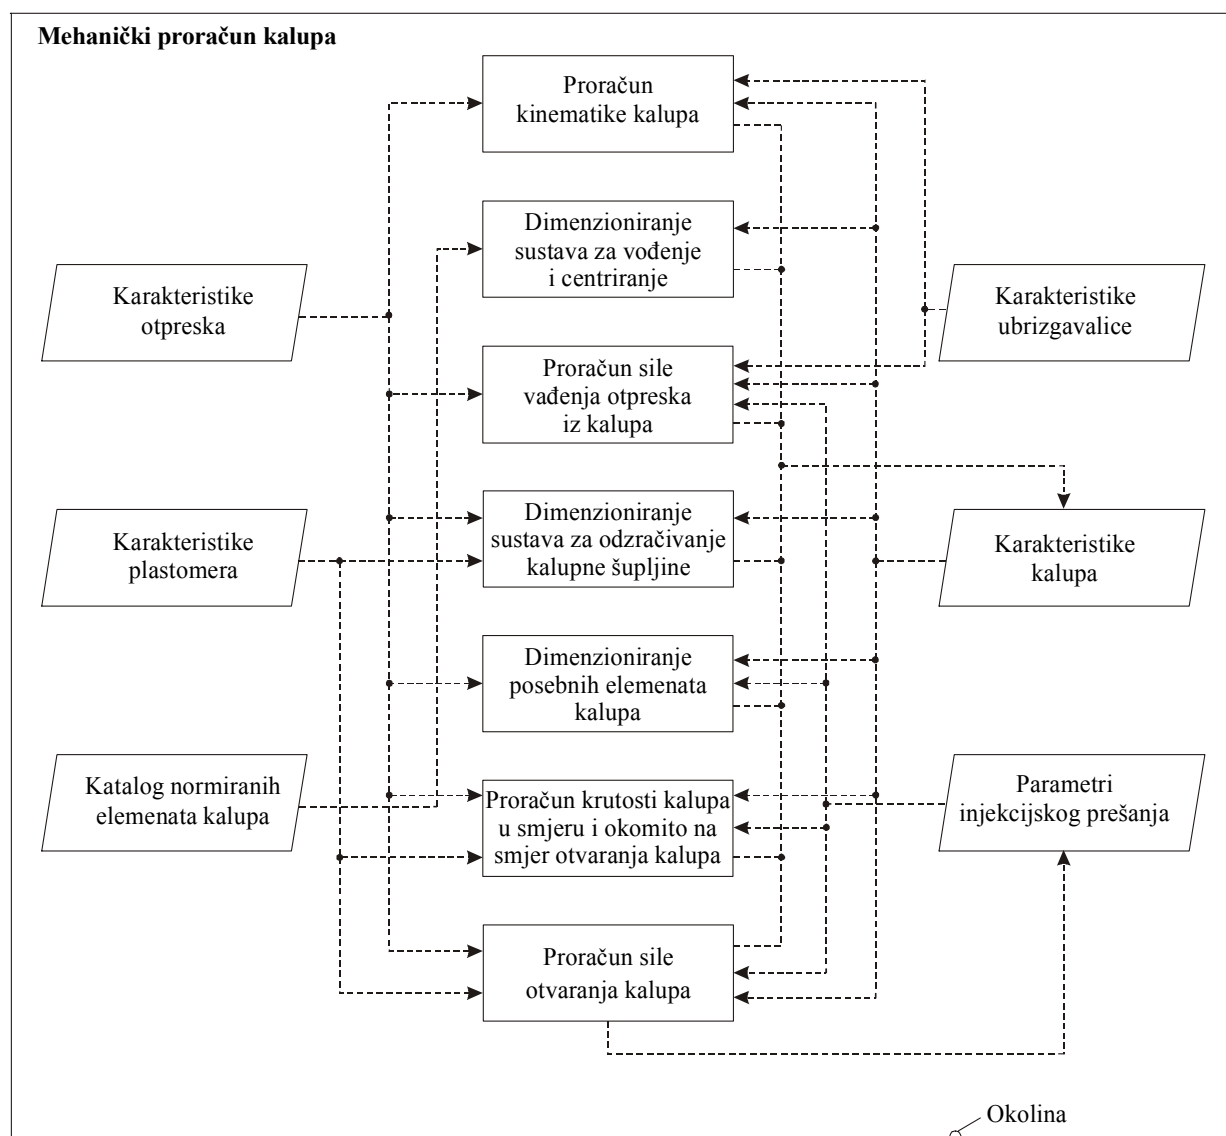 Mehanički proračun kalupa
Proračun
kinematike kalupa
Dimenzioniranje
sustava za vođenje
i centriranje
Karakteristike
otpreska
Karakteristike
ubrizgavalice
Proračun sile
vađenja otpreska
iz kalupa
Dimenzioniranje
sustava za odzračivanje
kalupne šupljine
Karakteristike
plastomera
Karakteristike
kalupa
Dimenzioniranje
posebnih elemenata
kalupa
Katalog normiranih
elemenata kalupa
Proračun krutosti kalupa
u smjeru i okomito na
smjer otvaranja kalupa
Parametri
injekcijskog prešanja
Proračun sile
otvaranja kalupa
Okolina